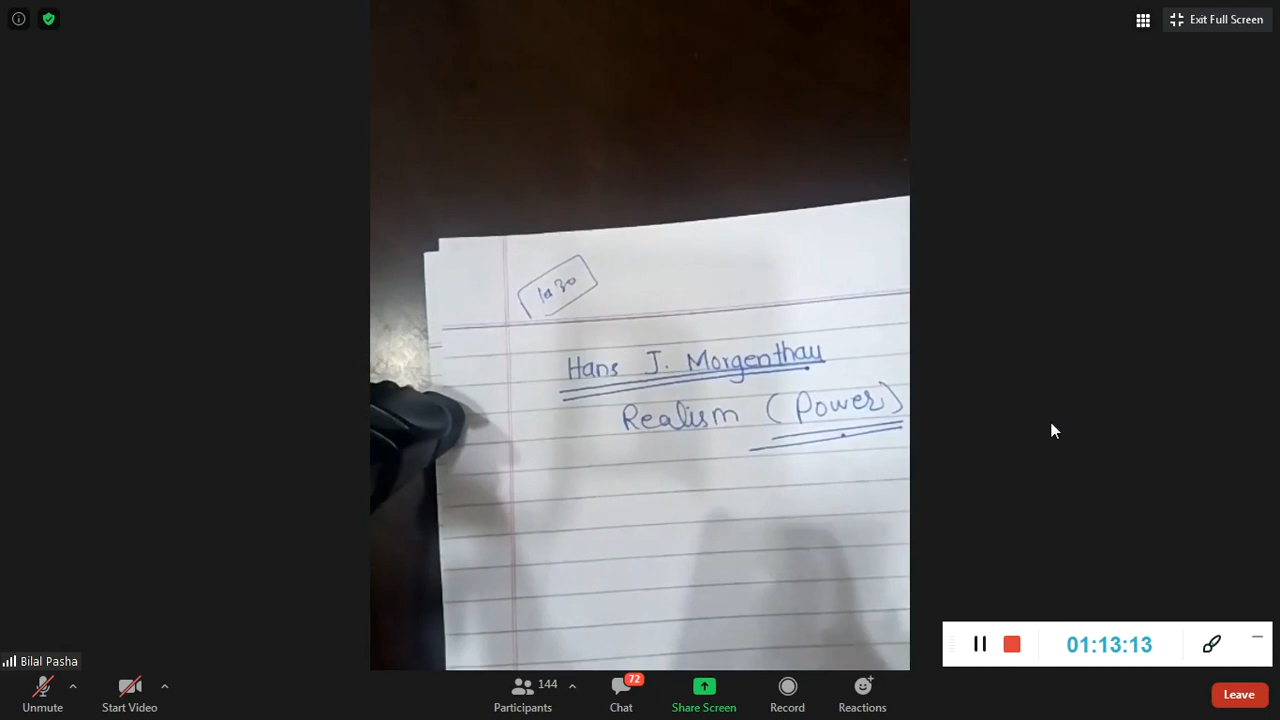 Exit Full Screen
Hans J. Morgenthau
Realism (Power)
01:13:13
Bilal Pasha
Unmute
Start Video
144
Participants
72
Chat
Share Screen
Record
Reactions
Leave